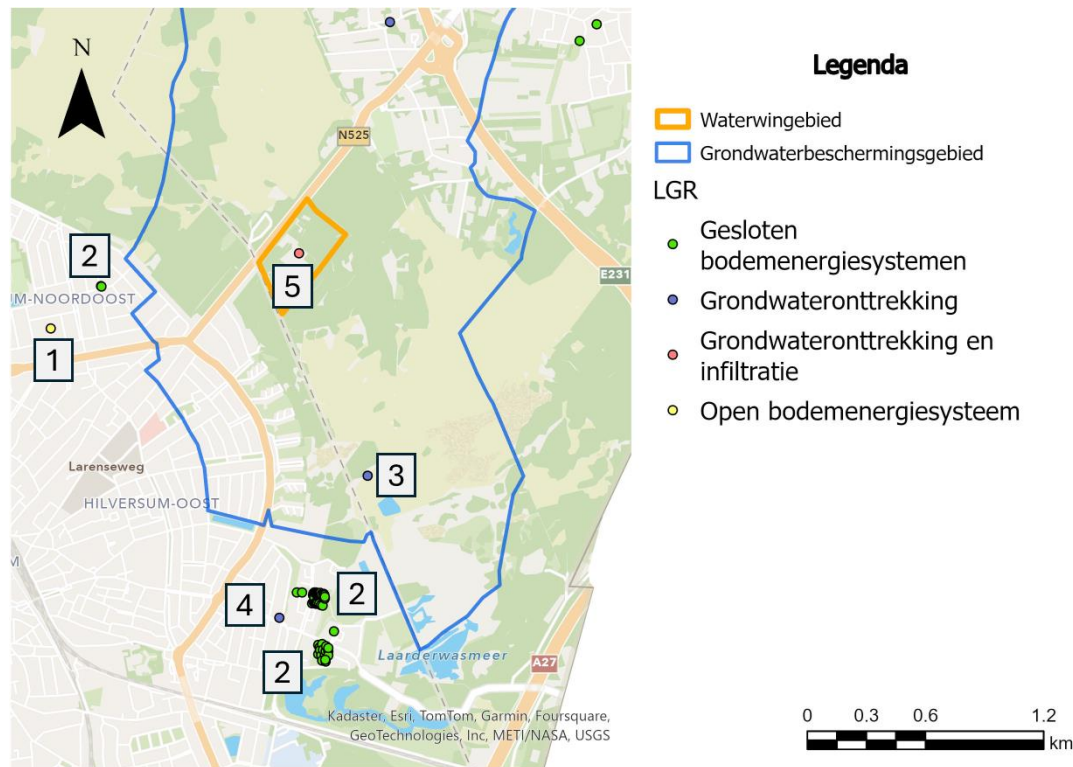 N
N525
E231
2
UM-NOORDOOST
5
1
Larenseweg
3
HILVERSUM-OOST
M
4
2
2
Laarderwasmeer
A27
Kadaster, Esri, TomTom, Garmin, Foursquare,
GeoTechnologies, Inc, METI/NASA, USGS
Legenda
Waterwingebied
Grondwaterbeschermingsgebied
LGR
Gesloten
bodemenergiesystemen
Grondwateronttrekking
Grondwateronttrekking en
infiltratie
Open bodemenergiesysteem
0 0.3 0.6 1.2
km